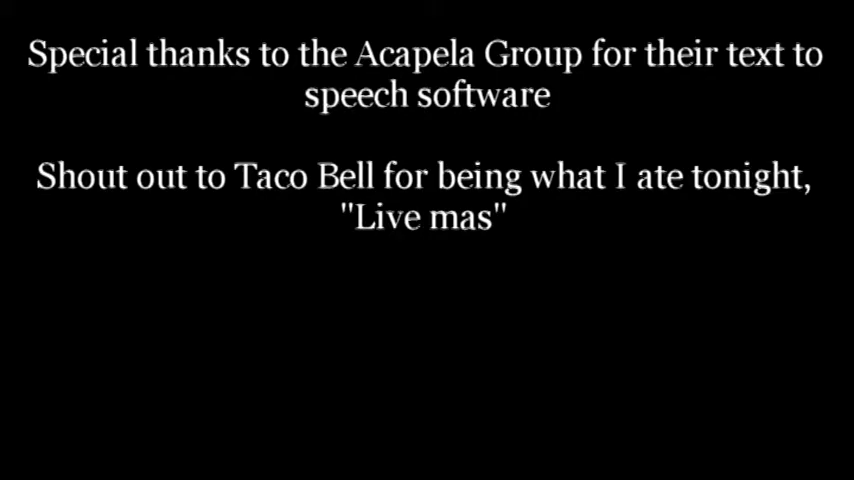 Special thanks to the Acapela Group for their text to
speech software
Shout out to Taco Bell for being what I ate tonight,
"Live mas"